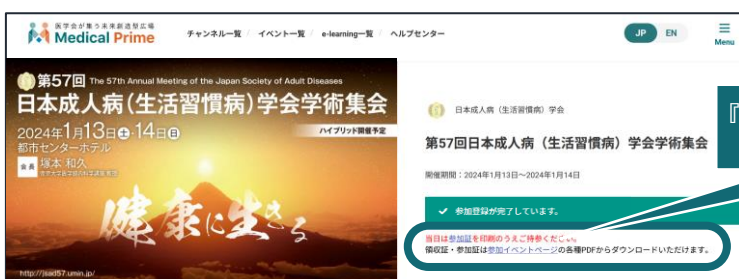 医学会が集う未来創造型広場
Medical Prime
チャンネル一覧 / イベント一覧 / e-learning一覧 / ヘルプセンター
JP EN
Menu
第57回 The 57th Annual Meeting of the Japan Society of Adult Diseases
日本成人病(生活習慣病)学会学術集会
2024年1月13日土・14日日
ハイブリッド開催予定
都市センターホテル
会長 塚本 和久
健康に生きる
http://jsad57.umin.jp/
日本成人病（生活習慣病）学会
第57回日本成人病（生活習慣病）学会学術集会
開催期間：2024年1月13日〜2024年1月14日
✓ 参加登録が完了しています。
当日は参加証を印刷のうえご持参ください。
領収証・参加証は参加イベントページの各種PDFからダウンロードいただけます。
『